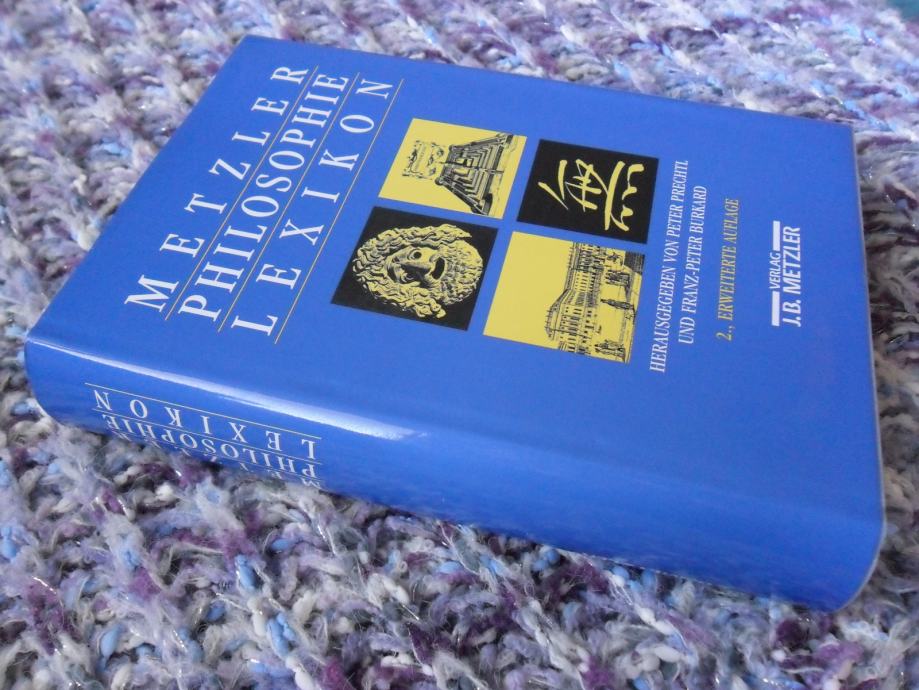 METZLER
PHILOSOPHIE
LEXIKON
HERAUSGEGEBEN VON PETER PRECHTL
UND FRANZ-PETER BURKARD
2., ERWEITERTE AUFLAGE
VERLAG
J.B. METZLER
METZLER
PHILOSOPHIE
LEXIKON